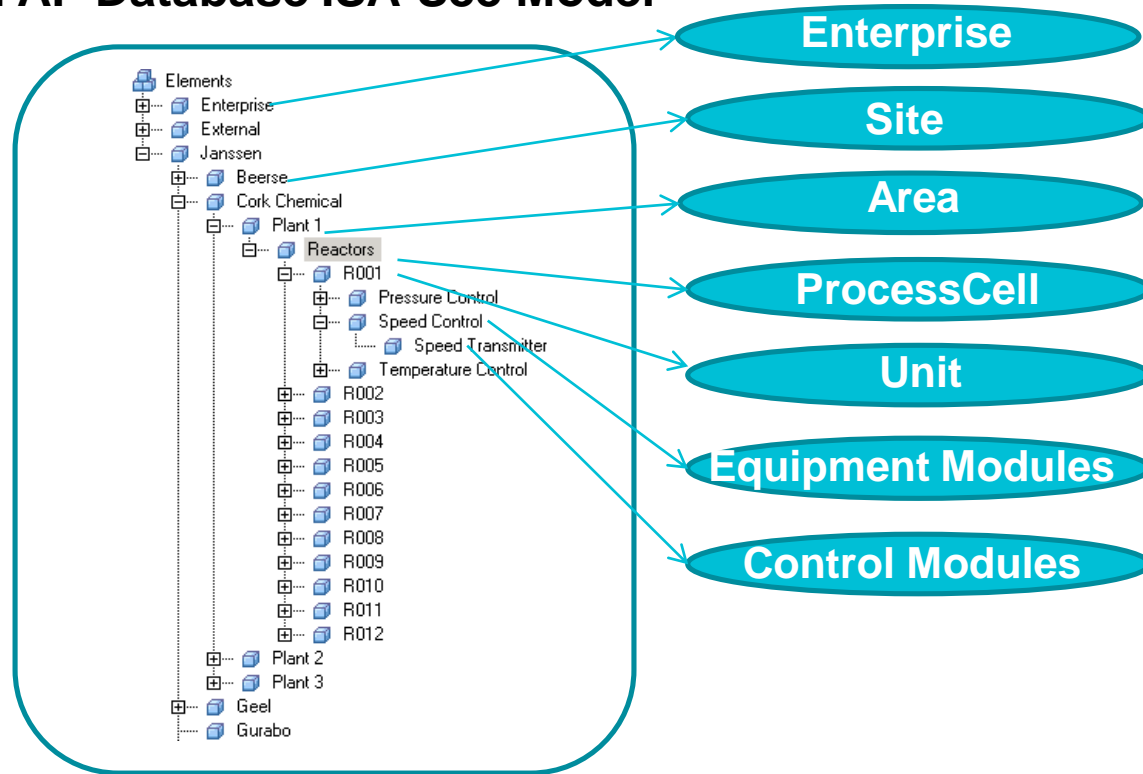 AF Database ISA S88 Model
Enterprise
Elements
Enterprise
External
Janssen
Beerse
Cork Chemical
Plant 1
Reactors
R001
Pressure Control
Speed Control
Speed Transmitter
Temperature Control
R002
R003
R004
R005
R006
R007
R008
R009
R010
R011
R012
Plant 2
Plant 3
Geel
Gurabo
Site
Area
ProcessCell
Unit
Equipment Modules
Control Modules